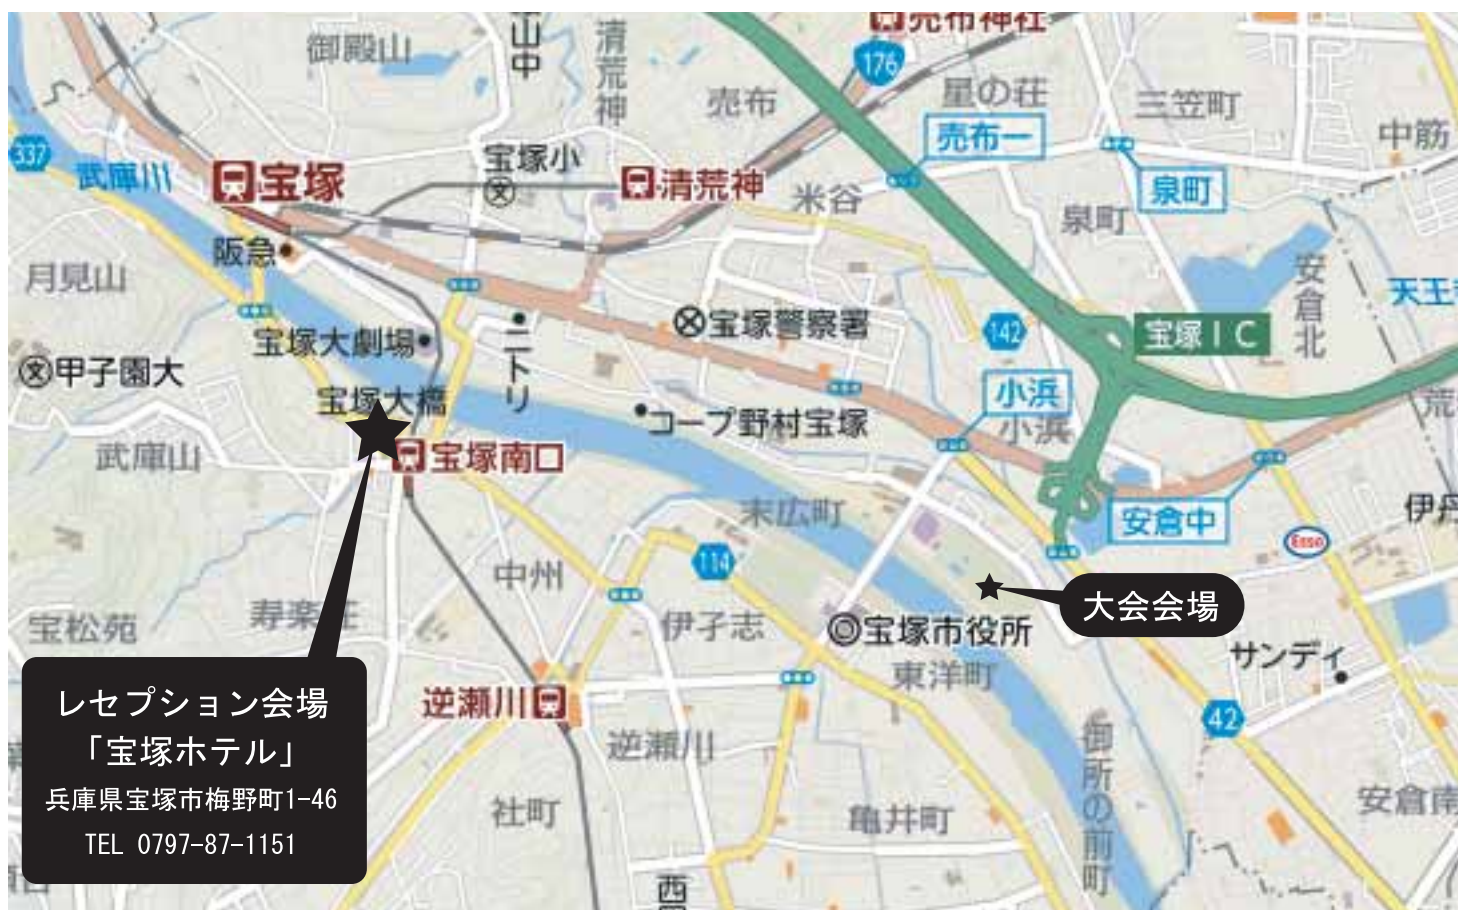 売布神社
御殿山
山中
清荒神
176
売布
星の荘
三笠町
売布一
中筋
337
武庫川
宝塚
宝塚小
文
清荒神
米谷
泉町
泉町
阪急
月見山
安倉北
天王
宝塚大劇場
ニトリ
宝塚警察署
142
宝塚IC
文甲子園大
宝塚大橋
小浜
小浜
荒
コープ野村宝塚
武庫山
宝塚南口
末広町
安倉中
伊丹
Esso
中州
114
大会会場
宝松苑
寿楽荘
伊孑志
宝塚市役所
サンディ
東洋町
逆瀬川
42
逆瀬川
御所の前町
社町
亀井町
安倉南
西
レセプション会場
「宝塚ホテル」
兵庫県宝塚市梅野町1-46
TEL 0797-87-1151